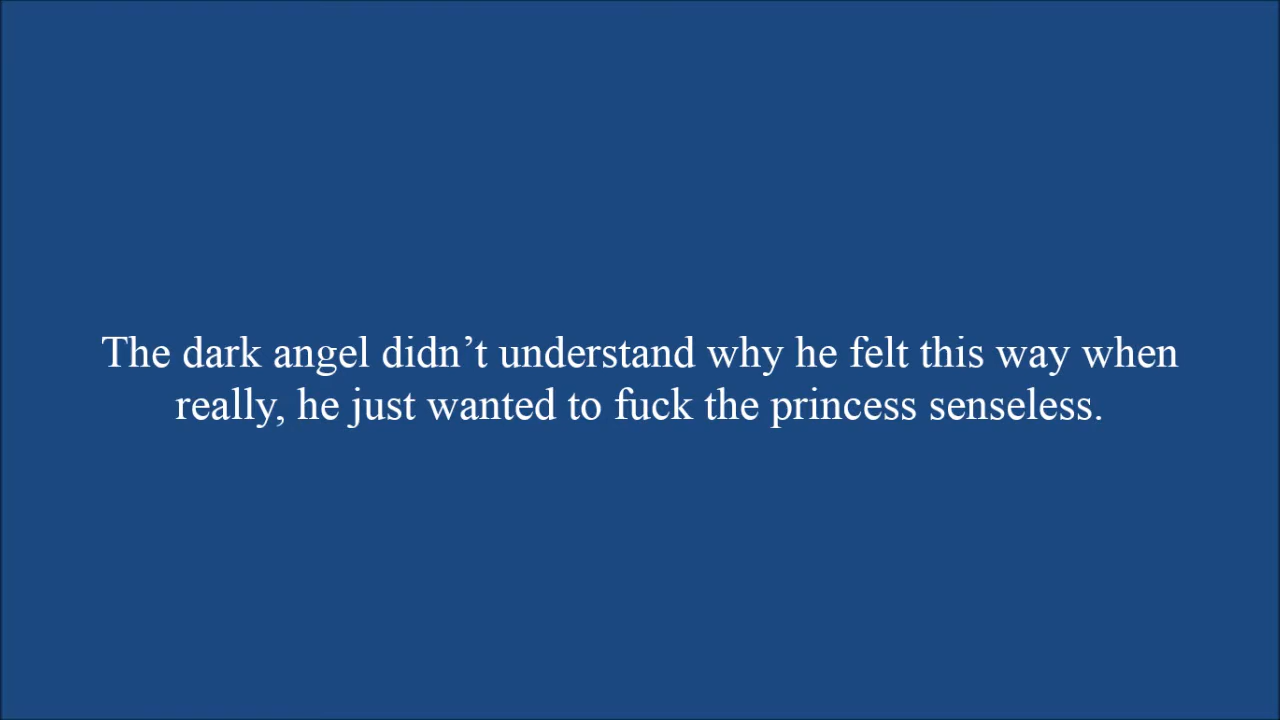 The dark angel didn’t understand why he felt this way when
really, he just wanted to fuck the princess senseless.